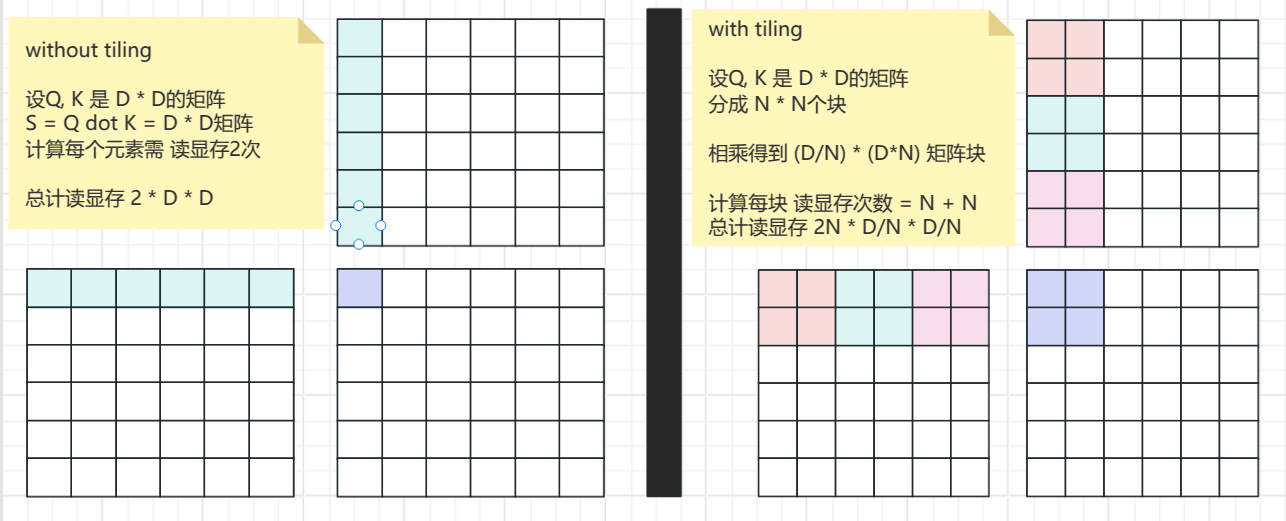 without tiling
设Q, K 是 D * D的矩阵
S = Q dot K = D * D矩阵
计算每个元素需 读显存2次
总计读显存 2 * D * D
with tiling
设Q, K 是 D * D的矩阵
分成 N * N个块
相乘得到 (D/N) * (D*N) 矩阵块
计算每块 读显存次数 = N + N
总计读显存 2N * D/N * D/N